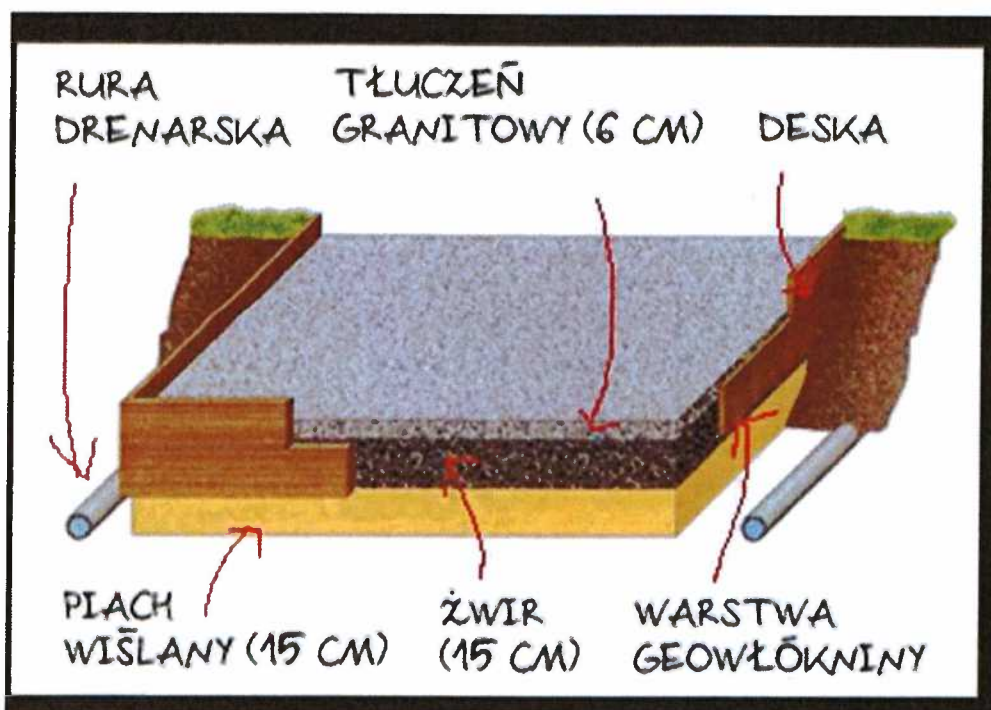 RURA
DRENARSKA
TŁUCZEŃ
GRANITOWY (6 CM)
DESKA
PIACH
WIŚLANY (15 CM)
ŻWIR
(15 CM)
WARSTWA
GEOWŁÓKNINY